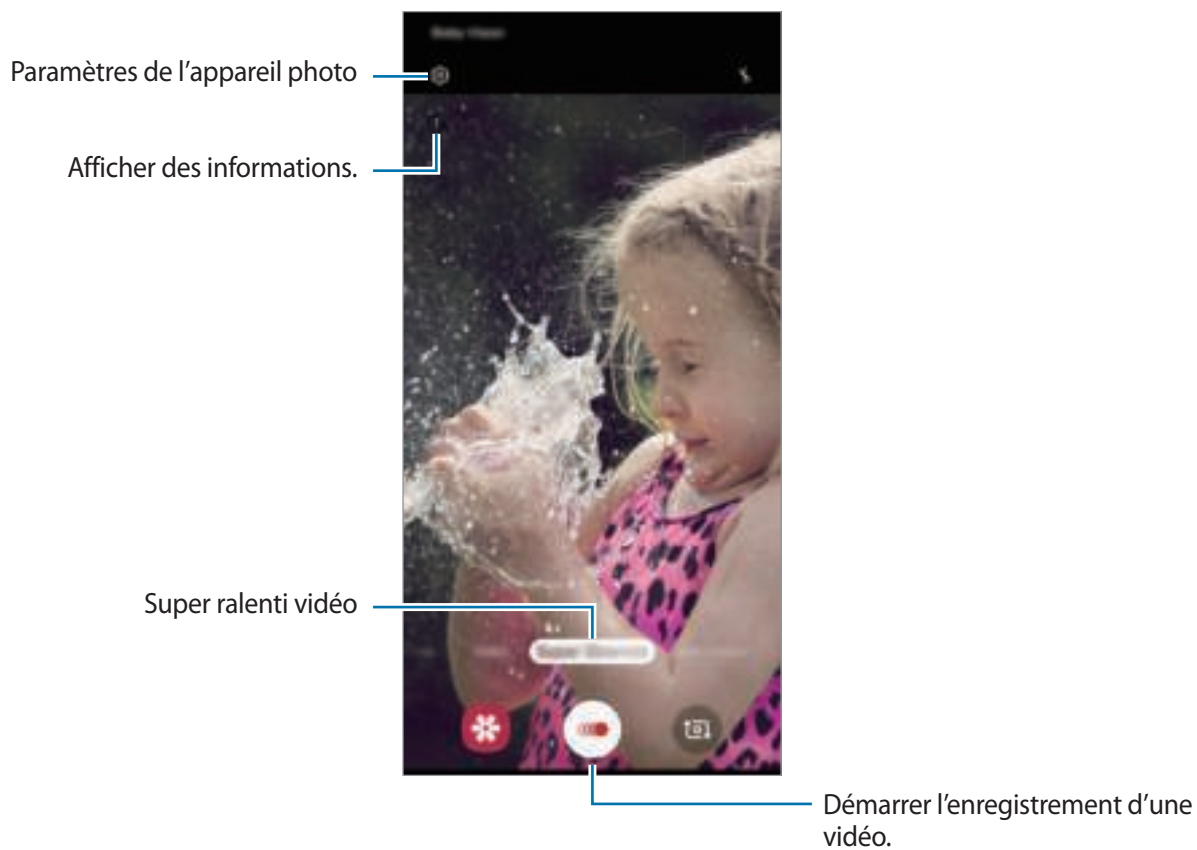 Paramètres de l'appareil photo
Afficher des informations.
Super ralenti vidéo
Démarrer l'enregistrement d'une
vidéo.